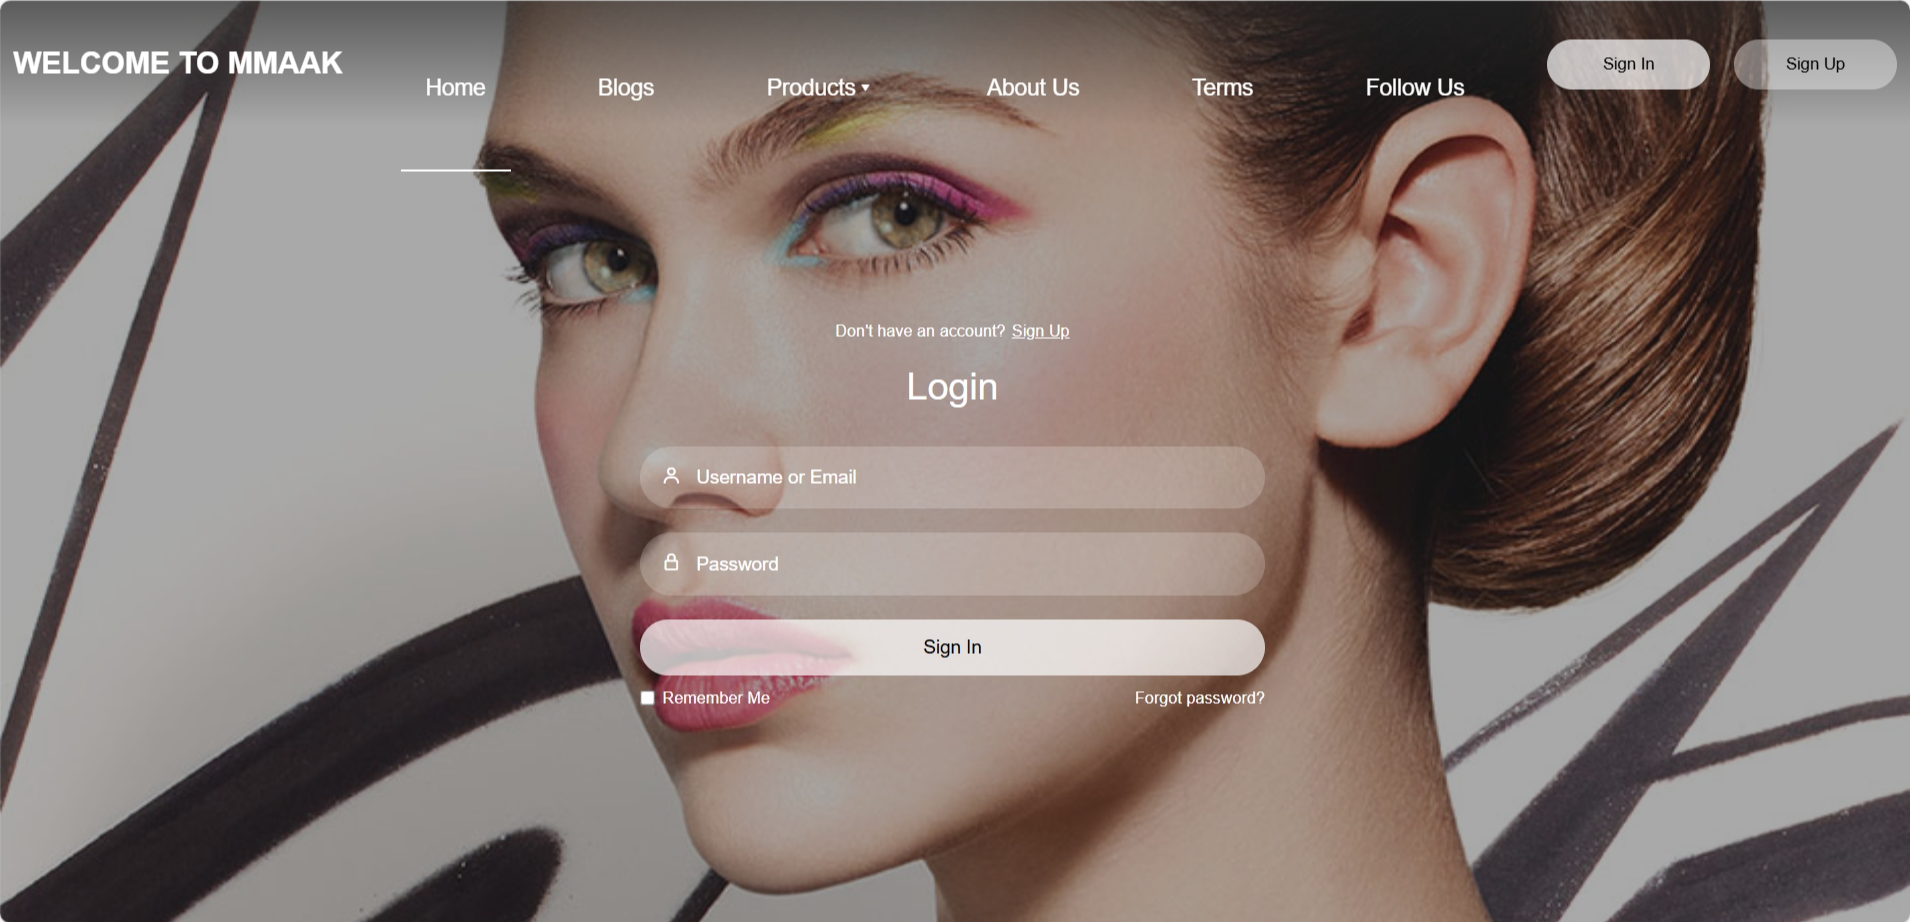 WELCOME TO MMAAK
Home
Blogs
Products
About Us
Terms
Follow Us
Sign In
Sign Up
Don't have an account? Sign Up
Login
Username or Email
Password
Sign In
Remember Me
Forgot password?